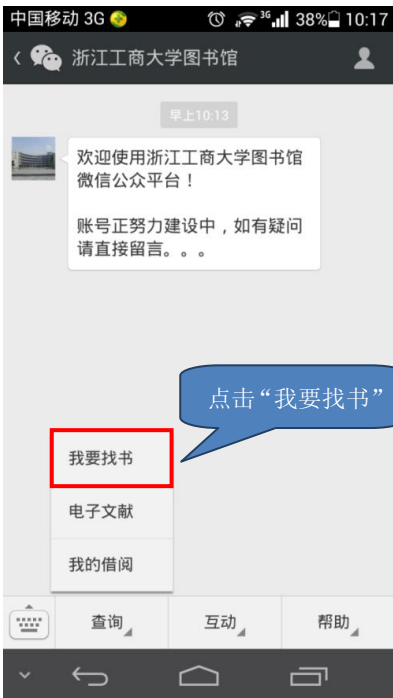 中国移动 3G 3G 38% 10:17
浙江工商大学图书馆
早上10:13
欢迎使用浙江工商大学图书馆
微信公众平台！
账号正努力建设中，如有疑问
请直接留言。。。
点击“我要找书”
我要找书
电子文献
我的借阅
查询 互动 帮助